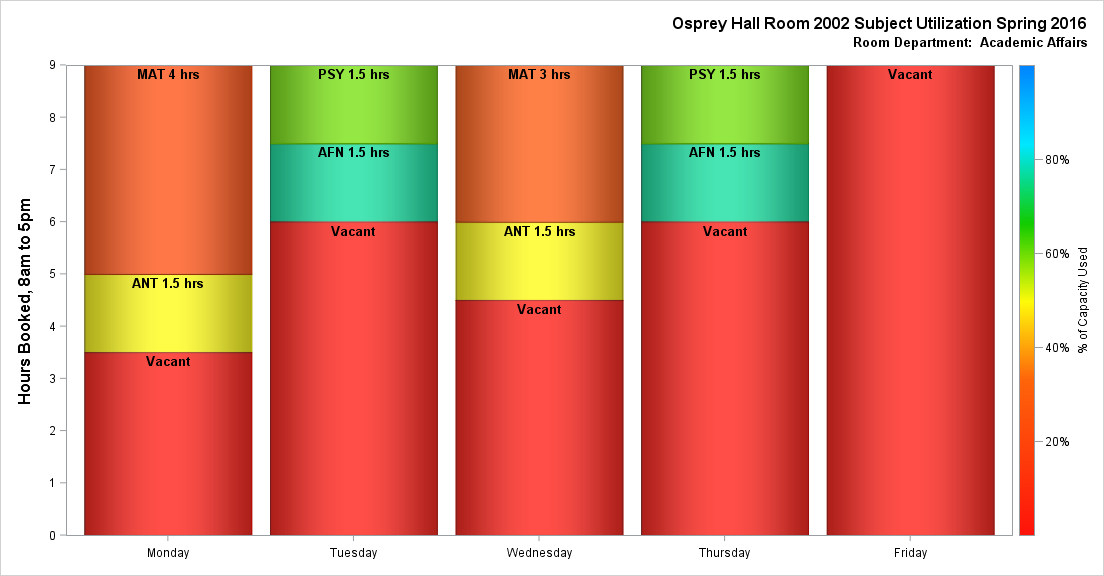 Osprey Hall Room 2002 Subject Utilization Spring 2016
Room Department:  Academic Affairs
Hours Booked, 8am to 5pm
9
8
7
6
5
4
3
2
1
0
MAT 4 hrs
ANT 1.5 hrs
Vacant
PSY 1.5 hrs
AFN 1.5 hrs
Vacant
MAT 3 hrs
ANT 1.5 hrs
Vacant
PSY 1.5 hrs
AFN 1.5 hrs
Vacant
Vacant
Monday
Tuesday
Wednesday
Thursday
Friday
80%
60%
40%
20%
% of Capacity Used